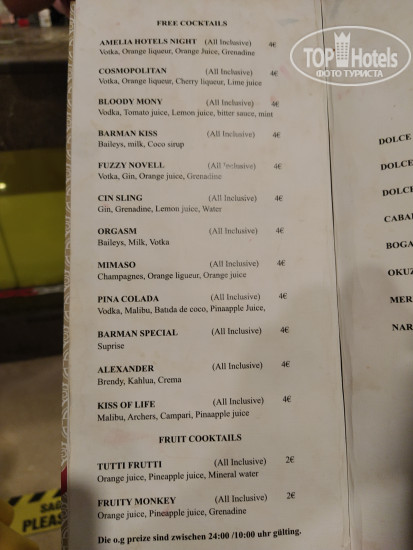 FREE COCKTAILS
AMELIA HOTELS NIGHT (All Inclusive) 4€
Votka, Orange liqueur, Orange Juice, Grenadine
COSMOPOLITAN (All Inclusive) 4€
Votka, Orange liqueur, Cherry liqueur, Lime juice
BLOODY MONY (All Inclusive) 4€
Vodka, Tomato juice, Lemon juice, bitter sauce, mint
BARMAN KISS (All Inclusive) 4€
Baileys, milk, Coco sirup
FUZZY NOVELL (All Inclusive) 4€
Votka, Gin, Orange juice, Grenadine
CIN SLING (All Inclusive) 4€
Gin, Grenadine, Lemon juice, Water
ORGASM (All Inclusive) 4€
Baileys, Milk, Votka
MIMASO (All Inclusive) 4€
Champagnes, Orange ligueur, Orange juice
PINA COLADA (All Inclusive) 4€
Vodka, Malibu, Batıda de coco, Pinaapple Juice,
BARMAN SPECIAL (All Inclusive) 4€
Suprise
ALEXANDER (All Inclusive) 4€
Brendy, Kahlua, Crema
KISS OF LIFE (All Inclusive) 4€
Malibu, Archers, Campari, Pinaapple juice
FRUIT COOKTAILS
TUTTI FRUTTI (All Inclusive) 2€
Orange juice, Pineapple juice, Mineral water
FRUITY MONKEY (All Inclusive) 2€
Orange juice, Pineapple juice, Grenadine
Die o.g preize sind zwischen 24:00 /10:00 uhr gülting.
DOLCE
DOLCE
DOLCE
CABA
BOGA
OKUZ
MER
NAR
PLEAS
TOP Hotels
ФОТО ТУРИСТА